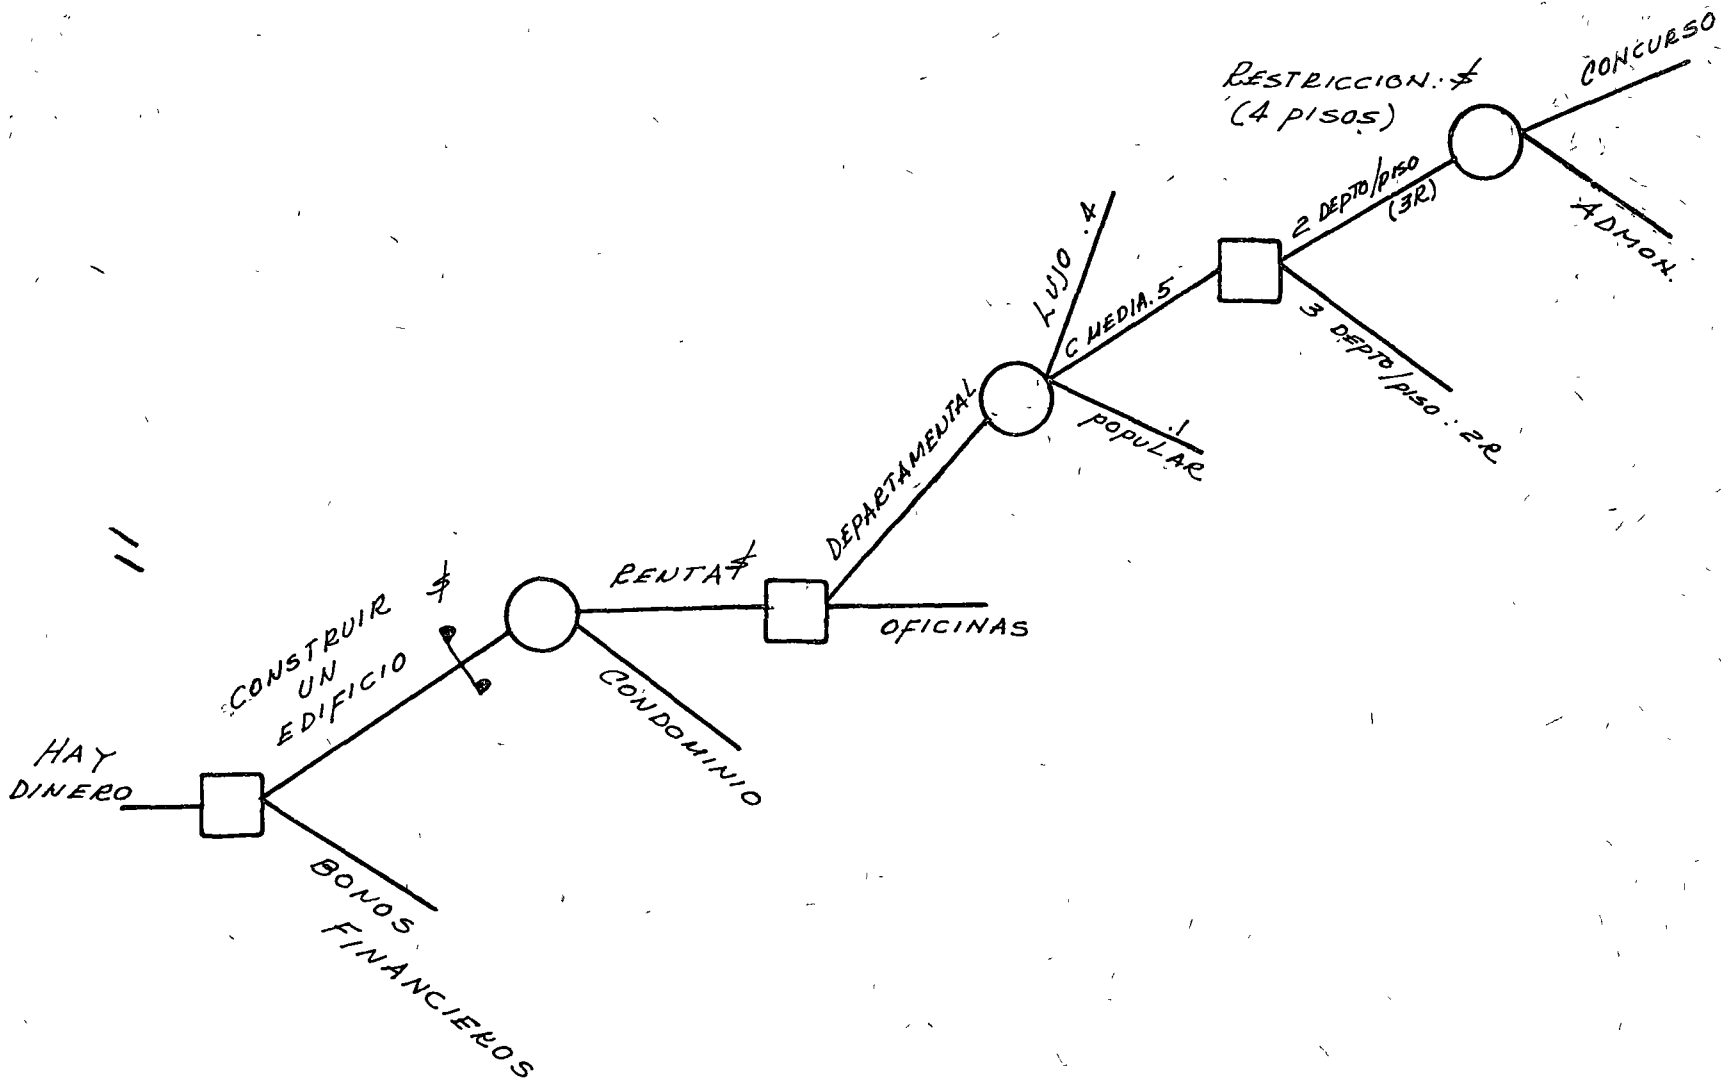 HAY
DINERO
CONSTRUIR $
UN
EDIFICIO
BONOS
FINANCIEROS
RENTA $
CONDOMINIO
DEPARTAMENTAL
OFICINAS
LUJO .4
C MEDIA .5
POPULAR .1
RESTRICCION: $
(4 PISOS)
2 DEPTO/PISO
(3R)
3 DEPTO/PISO: 2R
CONCURSO
ADMON.